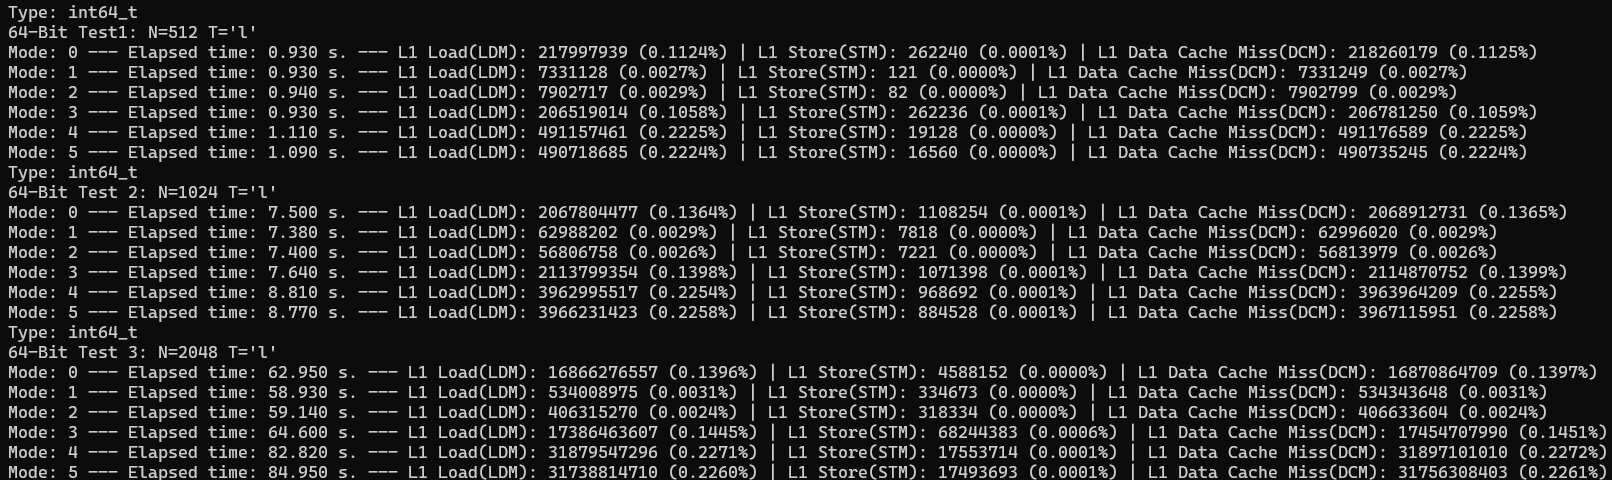 Type: int64_t
64-Bit Test1: N=512 T='l'
Mode: 0 --- Elapsed time: 0.930 s. --- L1 Load(LDM): 217997939 (0.1124%) | L1 Store(STM): 262240 (0.0001%) | L1 Data Cache Miss(DCM): 218260179 (0.1125%)
Mode: 1 --- Elapsed time: 0.930 s. --- L1 Load(LDM): 7331128 (0.0027%) | L1 Store(STM): 121 (0.0000%) | L1 Data Cache Miss(DCM): 7331249 (0.0027%)
Mode: 2 --- Elapsed time: 0.940 s. --- L1 Load(LDM): 7902717 (0.0029%) | L1 Store(STM): 82 (0.0000%) | L1 Data Cache Miss(DCM): 7902799 (0.0029%)
Mode: 3 --- Elapsed time: 0.930 s. --- L1 Load(LDM): 206519014 (0.1058%) | L1 Store(STM): 262236 (0.0001%) | L1 Data Cache Miss(DCM): 206781250 (0.1059%)
Mode: 4 --- Elapsed time: 1.110 s. --- L1 Load(LDM): 491157461 (0.2225%) | L1 Store(STM): 19128 (0.0000%) | L1 Data Cache Miss(DCM): 491176589 (0.2225%)
Mode: 5 --- Elapsed time: 1.090 s. --- L1 Load(LDM): 490718685 (0.2224%) | L1 Store(STM): 16560 (0.0000%) | L1 Data Cache Miss(DCM): 490735245 (0.2224%)
Type: int64_t
64-Bit Test 2: N=1024 T='l'
Mode: 0 --- Elapsed time: 7.500 s. --- L1 Load(LDM): 2067804477 (0.1364%) | L1 Store(STM): 1108254 (0.0001%) | L1 Data Cache Miss(DCM): 2068912731 (0.1365%)
Mode: 1 --- Elapsed time: 7.380 s. --- L1 Load(LDM): 62988202 (0.0029%) | L1 Store(STM): 7818 (0.0000%) | L1 Data Cache Miss(DCM): 62996020 (0.0029%)
Mode: 2 --- Elapsed time: 7.400 s. --- L1 Load(LDM): 56806758 (0.0026%) | L1 Store(STM): 7221 (0.0000%) | L1 Data Cache Miss(DCM): 56813979 (0.0026%)
Mode: 3 --- Elapsed time: 7.640 s. --- L1 Load(LDM): 2113799354 (0.1398%) | L1 Store(STM): 1071398 (0.0001%) | L1 Data Cache Miss(DCM): 2114870752 (0.1399%)
Mode: 4 --- Elapsed time: 8.810 s. --- L1 Load(LDM): 3962995517 (0.2254%) | L1 Store(STM): 968692 (0.0001%) | L1 Data Cache Miss(DCM): 3963964209 (0.2255%)
Mode: 5 --- Elapsed time: 8.770 s. --- L1 Load(LDM): 3966231423 (0.2258%) | L1 Store(STM): 884528 (0.0001%) | L1 Data Cache Miss(DCM): 3967115951 (0.2258%)
Type: int64_t
64-Bit Test 3: N=2048 T='l'
Mode: 0 --- Elapsed time: 62.950 s. --- L1 Load(LDM): 16866276557 (0.1396%) | L1 Store(STM): 4588152 (0.0000%) | L1 Data Cache Miss(DCM): 16870864709 (0.1397%)
Mode: 1 --- Elapsed time: 58.930 s. --- L1 Load(LDM): 534008975 (0.0031%) | L1 Store(STM): 334673 (0.0000%) | L1 Data Cache Miss(DCM): 534343648 (0.0031%)
Mode: 2 --- Elapsed time: 59.140 s. --- L1 Load(LDM): 406315270 (0.0024%) | L1 Store(STM): 318334 (0.0000%) | L1 Data Cache Miss(DCM): 406633604 (0.0024%)
Mode: 3 --- Elapsed time: 64.600 s. --- L1 Load(LDM): 17386463607 (0.1445%) | L1 Store(STM): 68244383 (0.0006%) | L1 Data Cache Miss(DCM): 17454707990 (0.1451%)
Mode: 4 --- Elapsed time: 82.820 s. --- L1 Load(LDM): 31879547296 (0.2271%) | L1 Store(STM): 17553714 (0.0001%) | L1 Data Cache Miss(DCM): 31897101010 (0.2272%)
Mode: 5 --- Elapsed time: 84.950 s. --- L1 Load(LDM): 31738814710 (0.2260%) | L1 Store(STM): 17493693 (0.0001%) | L1 Data Cache Miss(DCM): 31756308403 (0.2261%)